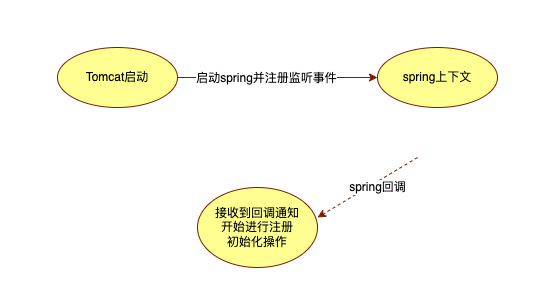 Tomcat启动
启动spring并注册监听事件
spring上下文
spring回调
接收到回调通知
开始进行注册
初始化操作